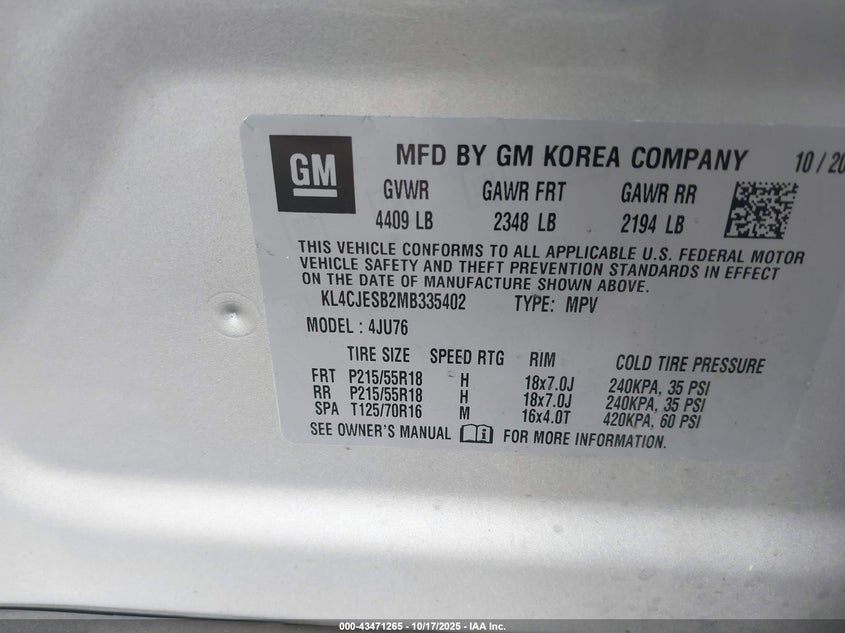 GM MFD BY GM KOREA COMPANY 10 / 20
GVWR GAWR FRT GAWR RR
4409 LB 2348 LB 2194 LB
THIS VEHICLE CONFORMS TO ALL APPLICABLE U.S. FEDERAL MOTOR
VEHICLE SAFETY AND THEFT PREVENTION STANDARDS IN EFFECT
ON THE DATE OF MANUFACTURE SHOWN ABOVE.
KL4CJESB2MB335402 TYPE: MPV
MODEL : 4JU76
TIRE SIZE SPEED RTG RIM COLD TIRE PRESSURE
FRT P215/55R18 H 18x7.0J 240KPA, 35 PSI
RR P215/55R18 H 18x7.0J 240KPA, 35 PSI
SPA T125/70R16 M 16x4.0T 420KPA, 60 PSI
SEE OWNER'S MANUAL FOR MORE INFORMATION.
000-43471265 - 10/17/2025 - IAA Inc.